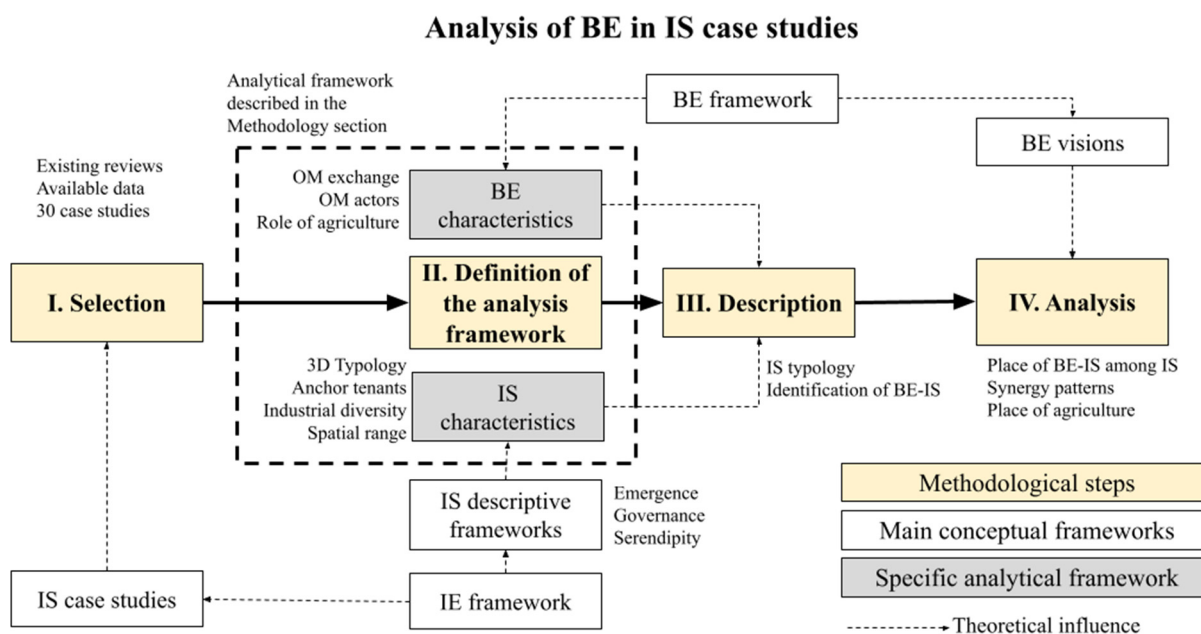 Analysis of BE in IS case studies
Analytical framework
described in the
Methodology section
BE framework
BE visions
Existing reviews
Available data
30 case studies
OM exchange
OM actors
Role of agriculture
BE
characteristics
I. Selection
II. Definition of
the analysis
framework
III. Description
IV. Analysis
3D Typology
Anchor tenants
Industrial diversity
Spatial range
IS
characteristics
IS typology
Identification of BE-IS
Place of BE-IS among IS
Synergy patterns
Place of agriculture
IS descriptive
frameworks
Emergence
Governance
Serendipity
IS case studies
IE framework
Methodological steps
Main conceptual frameworks
Specific analytical framework
Theoretical influence